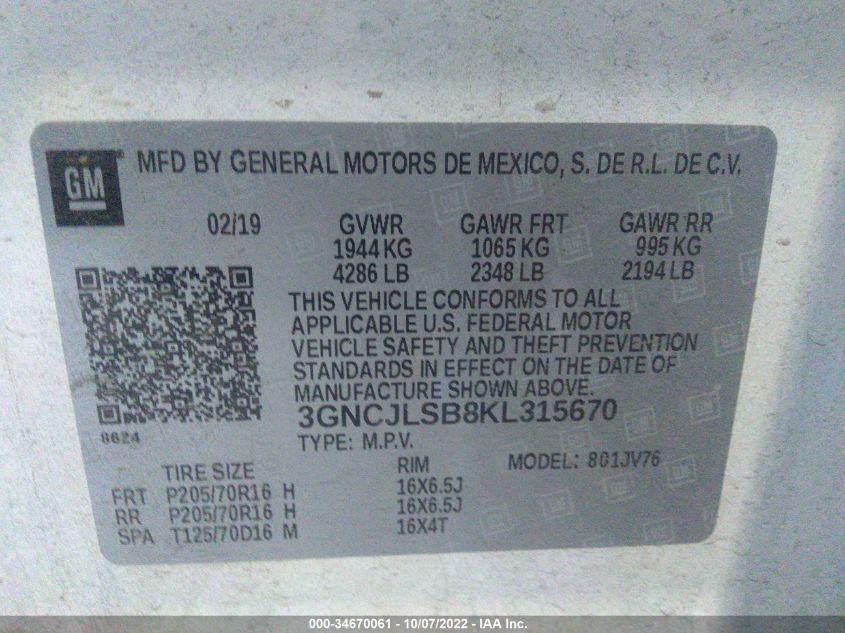 GM
MFD BY GENERAL MOTORS DE MEXICO, S. DE R.L. DE C.V.
02/19 GVWR GAWR FRT GAWR RR
1944 KG 1065 KG 995 KG
4286 LB 2348 LB 2194 LB
THIS VEHICLE CONFORMS TO ALL
APPLICABLE U.S. FEDERAL MOTOR
VEHICLE SAFETY AND THEFT PREVENTION
STANDARDS IN EFFECT ON THE DATE OF
MANUFACTURE SHOWN ABOVE.
3GNCJLSB8KL315670
8624
TYPE: M.P.V.
TIRE SIZE RIM MODEL: 801JV76
FRT P205/70R16 H 16X6.5J
RR P205/70R16 H 16X6.5J
SPA T125/70D16 M 16X4T
000-34670061 - 10/07/2022 - IAA Inc.